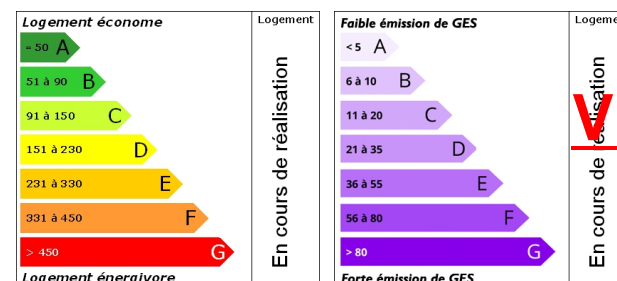 Logement économe
Logement
= 50 A
51 à 90 B
91 à 150 C
151 à 230 D
231 à 330 E
331 à 450 F
> 450 G
En cours de réalisation
Logement énergivore
Faible émission de GES
Logeme
< 5 A
6 à 10 B
11 à 20 C
21 à 35 D
36 à 55 E
56 à 80 F
> 80 G
En cours de réalisation
V
Forte émission de GES